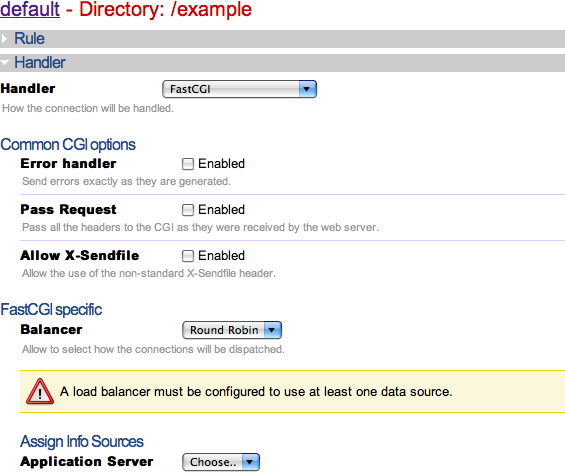 default - Directory: /example
Rule
Handler
Handler FastCGI
How the connection will be handled.
Common CGI options
Error handler Enabled
Send errors exactly as they are generated.
Pass Request Enabled
Pass all the headers to the CGI as they were received by the web server.
Allow X-Sendfile Enabled
Allow the use of the non-standard X-Sendfile header.
FastCGI specific
Balancer Round Robin
Allow to select how the connections will be dispatched.
A load balancer must be configured to use at least one data source.
Assign Info Sources
Application Server Choose..